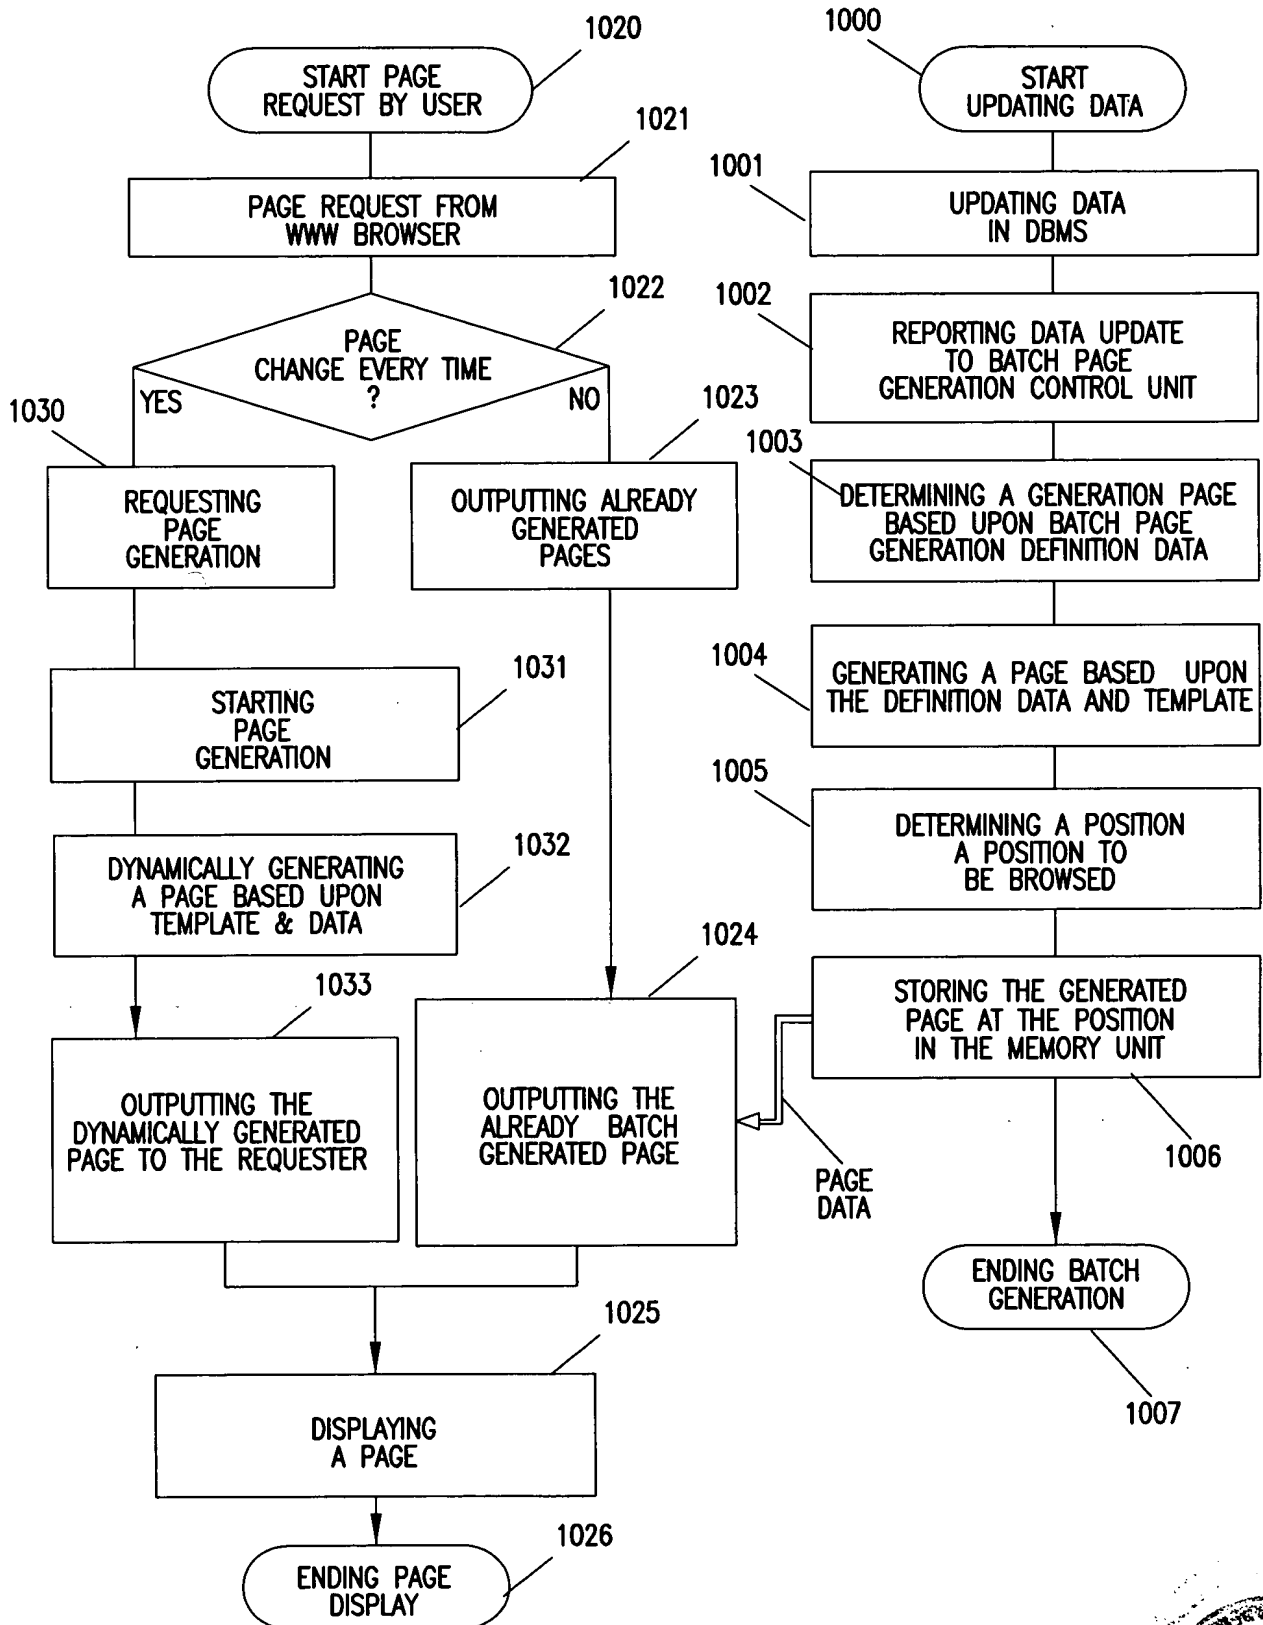 1020
START PAGE
REQUEST BY USER
1021
PAGE REQUEST FROM
WWW BROWSER
1022
PAGE
CHANGE EVERY TIME
?
YES
NO
1030
REQUESTING
PAGE
GENERATION
1023
OUTPUTTING ALREADY
GENERATED
PAGES
1031
STARTING
PAGE
GENERATION
1032
DYNAMICALLY GENERATING
A PAGE BASED UPON
TEMPLATE & DATA
1033
OUTPUTTING THE
DYNAMICALLY GENERATED
PAGE TO THE REQUESTER
1024
OUTPUTTING THE
ALREADY BATCH
GENERATED PAGE
1025
DISPLAYING
A PAGE
1026
ENDING PAGE
DISPLAY
1000
START
UPDATING DATA
1001
UPDATING DATA
IN DBMS
1002
REPORTING DATA UPDATE
TO BATCH PAGE
GENERATION CONTROL UNIT
1003
DETERMINING A GENERATION PAGE
BASED UPON BATCH PAGE
GENERATION DEFINITION DATA
1004
GENERATING A PAGE BASED UPON
THE DEFINITION DATA AND TEMPLATE
1005
DETERMINING A POSITION
A POSITION TO
BE BROWSED
STORING THE GENERATED
PAGE AT THE POSITION
IN THE MEMORY UNIT
1006
PAGE
DATA
ENDING BATCH
GENERATION
1007